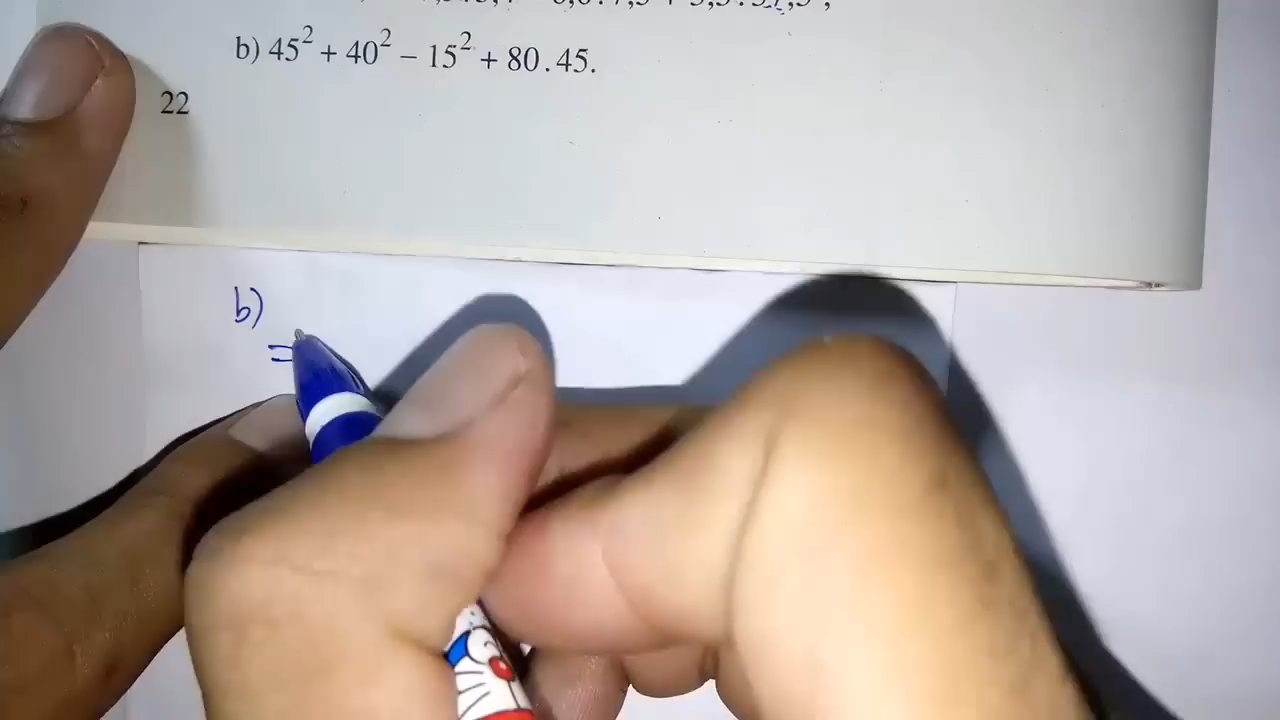 b) 45² + 40² – 15² + 80 . 45.
22
b)
=